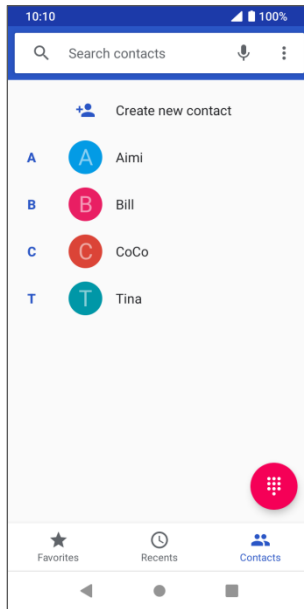 10:10 100%
Search contacts
Create new contact
A A Aimi
B B Bill
C C CoCo
T T Tina
Favorites Recents Contacts